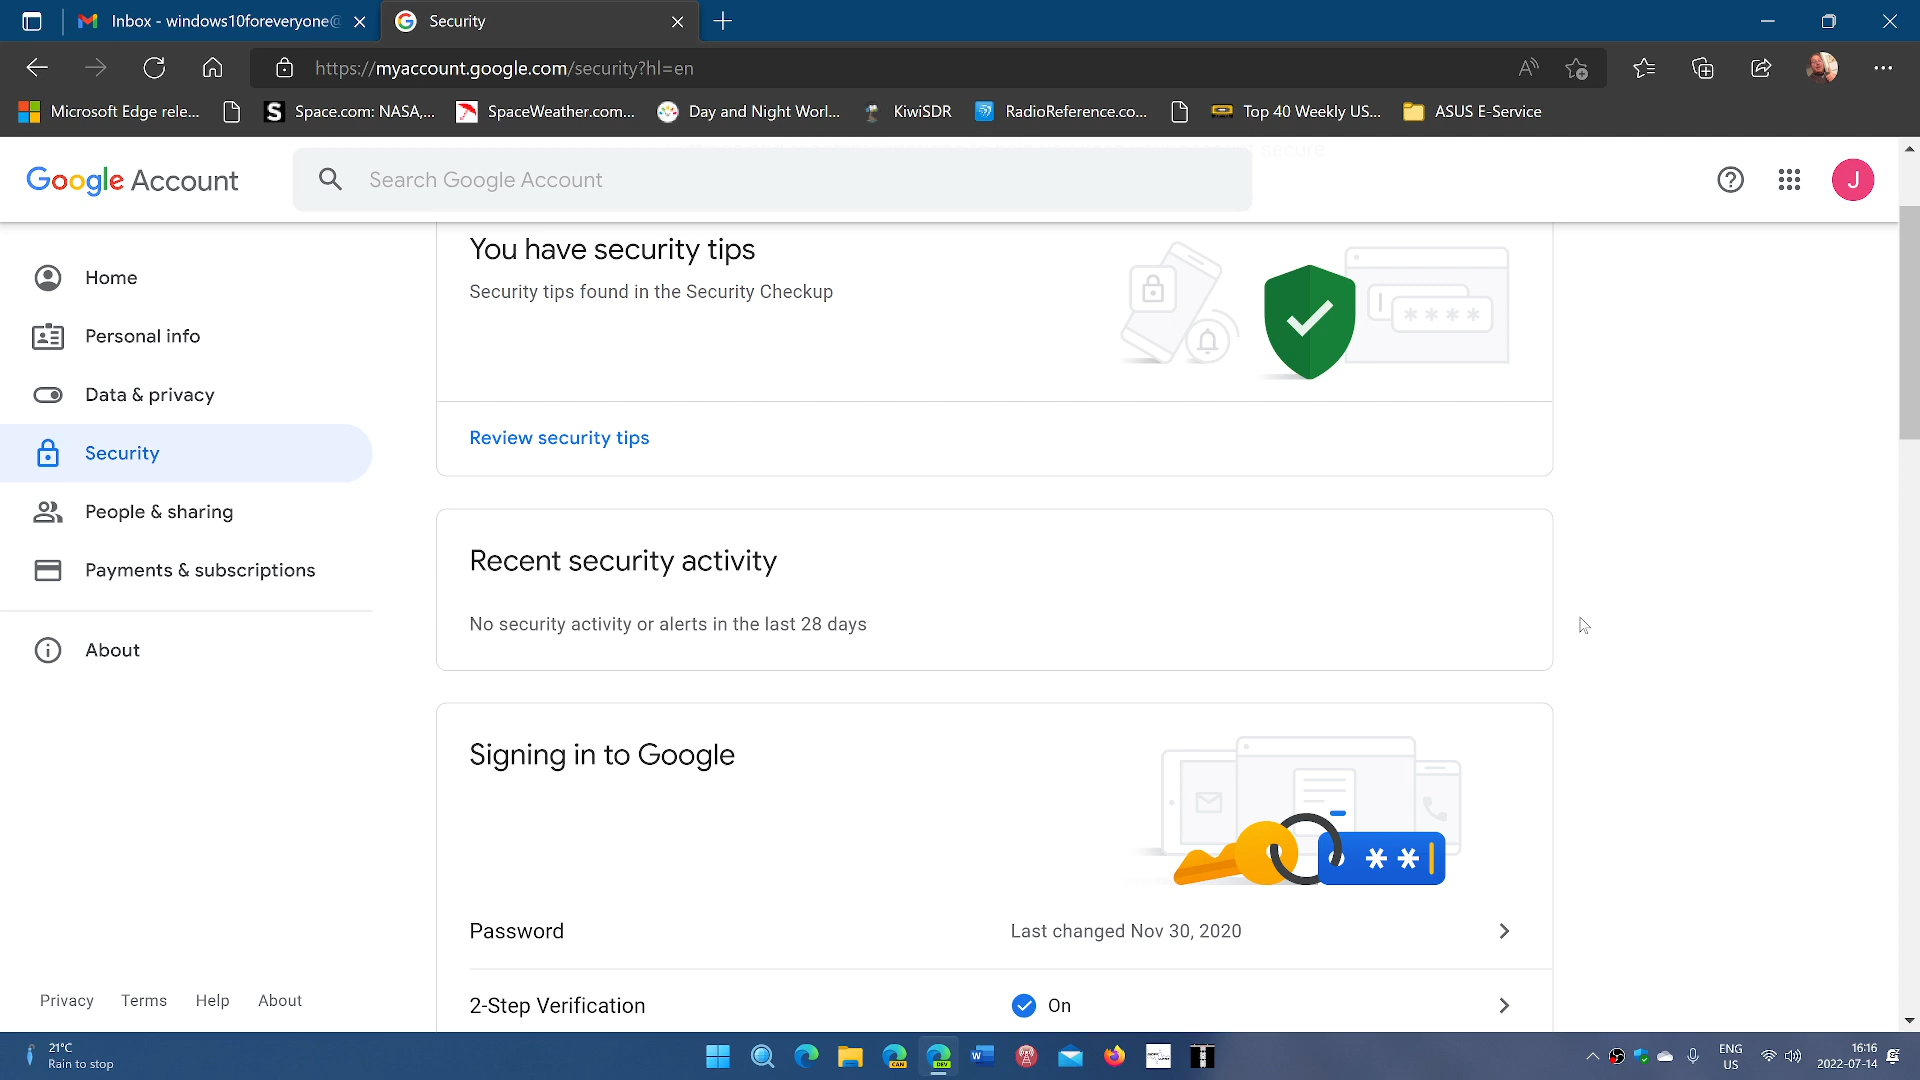 Inbox - windows10foreveryone@
Security
https://myaccount.google.com/security?hl=en
Microsoft Edge rele...
Space.com: NASA,...
SpaceWeather.com...
Day and Night Worl...
KiwiSDR
RadioReference.co...
Top 40 Weekly US...
ASUS E-Service
Google Account
Search Google Account
secure.
J
Home
Personal info
Data & privacy
Security
People & sharing
Payments & subscriptions
About
You have security tips
Security tips found in the Security Checkup
* * * *
Review security tips
Recent security activity
No security activity or alerts in the last 28 days
Signing in to Google
* *
Password
Last changed Nov 30, 2020
2-Step Verification
On
Privacy
Terms
Help
About
21°C
Rain to stop
CAN
DEV
ENG
US
16:16
2022-07-14